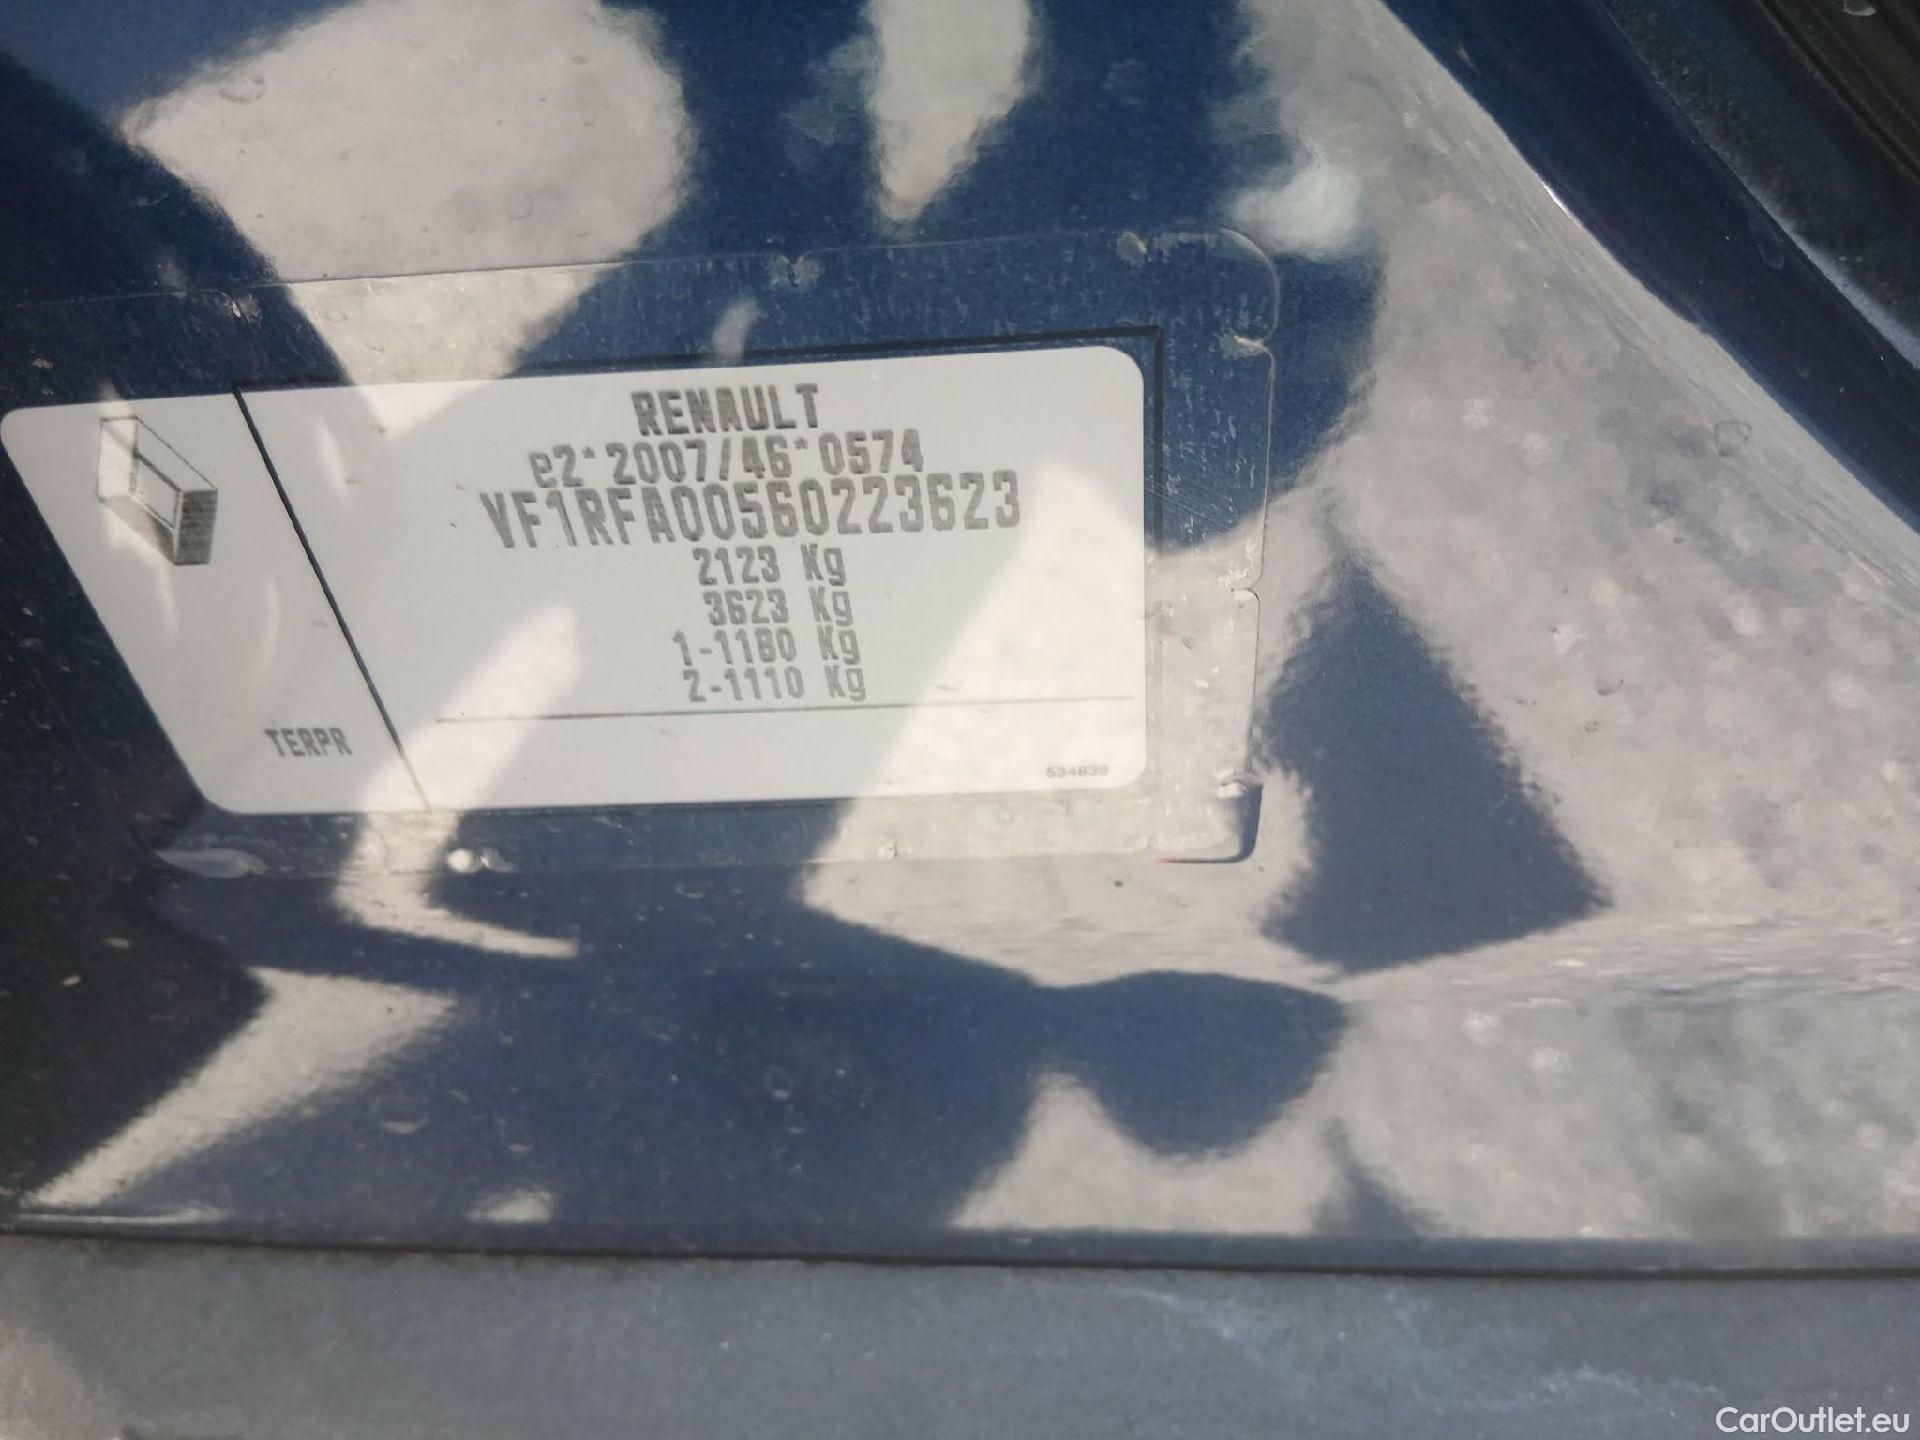 RENAULT
e2*2007/46*0574
VF1RFA00560223623
2123 Kg
3623 Kg
1-1180 Kg
2-1110 Kg
TERPR
534839
CarOutlet.eu